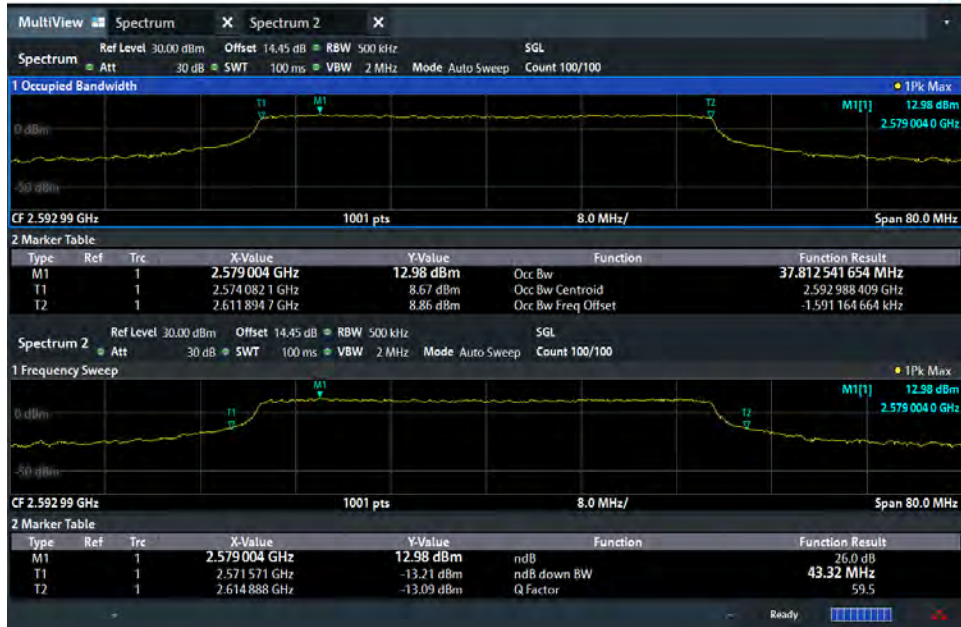 MultiView Spectrum X Spectrum 2 X
Spectrum Ref Level 30.00 dBm Offset 14.45 dB RBW 500 kHz SGL
Att 30 dB SWT 100 ms VBW 2 MHz Mode Auto Sweep Count 100/100
1 Occupied Bandwidth 1Pk Max
T1 M1 T2 M1[1] 12.98 dBm
2.579 004 0 GHz
0 dBm
-50 dBm
CF 2.592 99 GHz 1001 pts 8.0 MHz/ Span 80.0 MHz
2 Marker Table
Type Ref Trc X-Value Y-Value Function Function Result
M1 1 2.579 004 GHz 12.98 dBm Occ Bw 37.812 541 654 MHz
T1 1 2.574 082 1 GHz 8.67 dBm Occ Bw Centroid 2.592 988 409 GHz
T2 1 2.611 894 7 GHz 8.86 dBm Occ Bw Freq Offset -1.591 164 664 kHz
Spectrum 2 Ref Level 30.00 dBm Offset 14.45 dB RBW 500 kHz SGL
Att 30 dB SWT 100 ms VBW 2 MHz Mode Auto Sweep Count 100/100
1 Frequency Sweep 1Pk Max
M1 M1[1] 12.98 dBm
2.579 004 0 GHz
0 dBm T1 T2
-50 dBm
CF 2.592 99 GHz 1001 pts 8.0 MHz/ Span 80.0 MHz
2 Marker Table
Type Ref Trc X-Value Y-Value Function Function Result
M1 1 2.579 004 GHz 12.98 dBm ndB 26.0 dB
T1 1 2.571 571 GHz -13.21 dBm ndB down BW 43.32 MHz
T2 1 2.614 888 GHz -13.09 dBm Q Factor 59.5
Ready